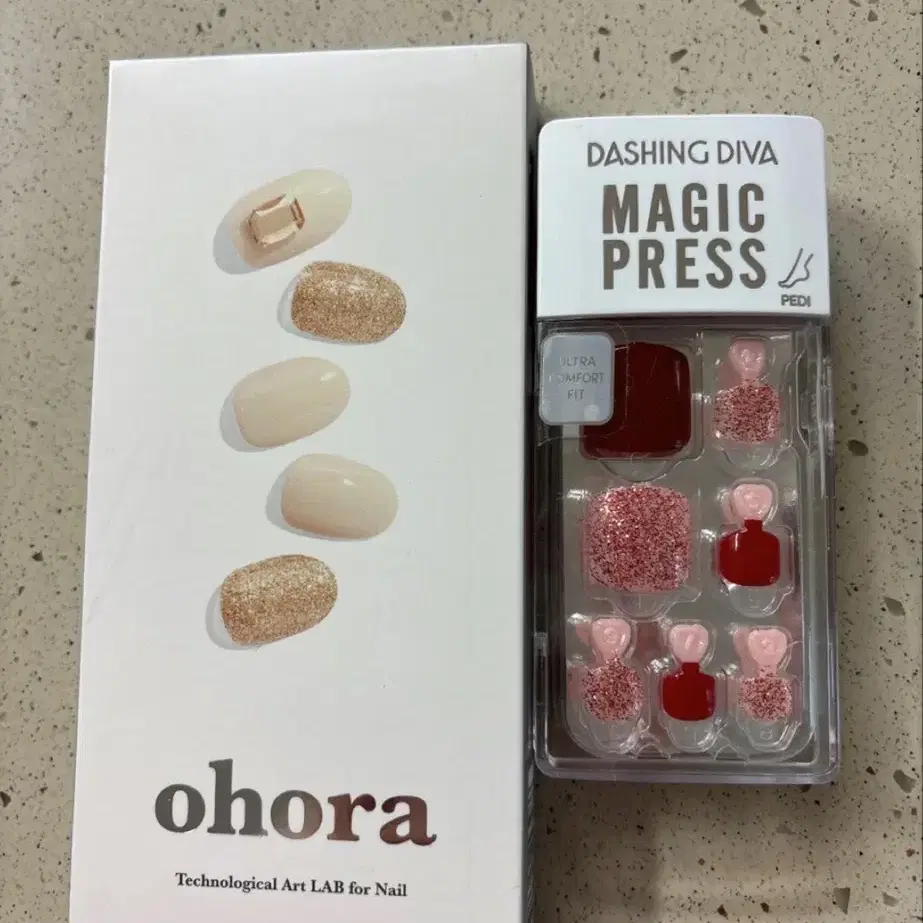 ohora
Technological Art LAB for Nail
DASHING DIVA
MAGIC
PRESS
PEDI
ULTRA
COMFORT
FIT